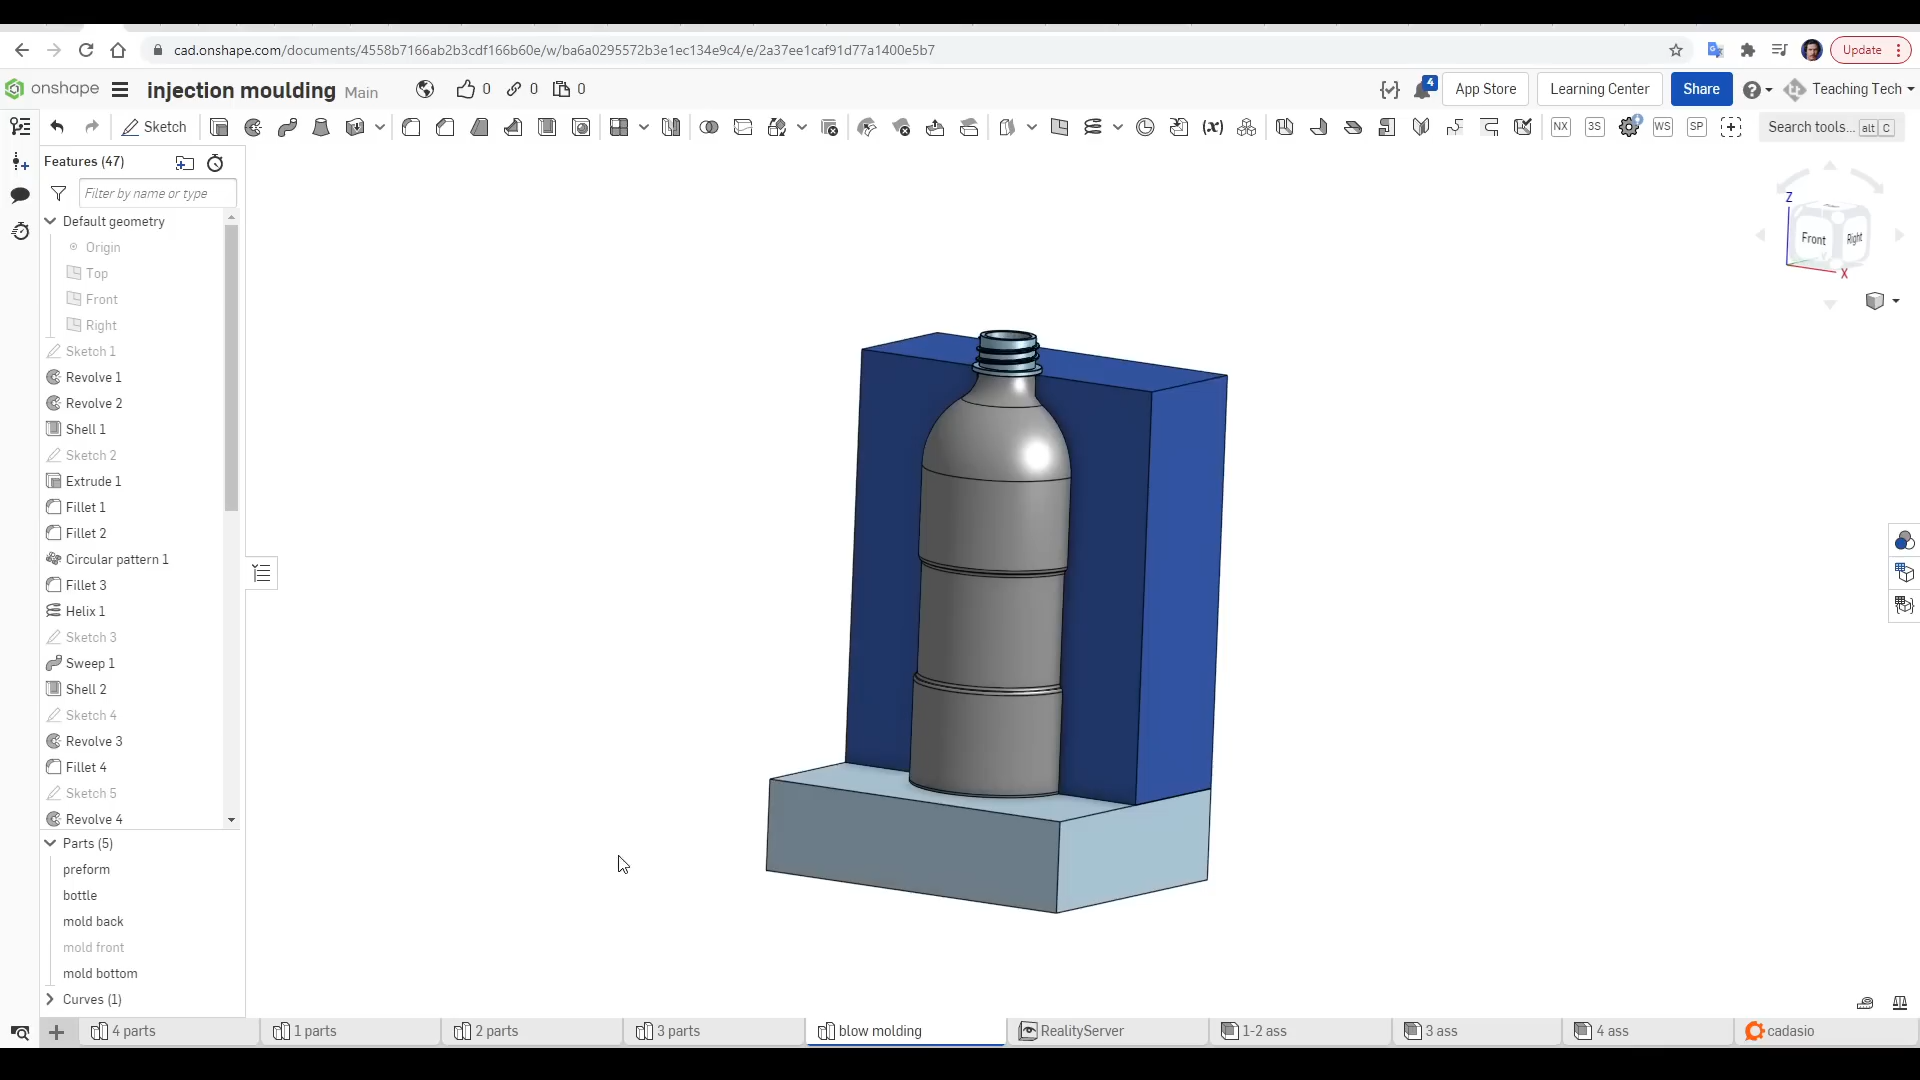 cad.onshape.com/documents/4558b7166ab2b3cdf166b60e/w/ba6a0295572b3e1ec134e9c4/e/2a37ee1caf91d77a1400e5b7
Update
onshape
injection moulding Main
0
0
0
4
App Store
Learning Center
Share
Teaching Tech
Sketch
(x)
NX
3S
WS
SP
Search tools... alt C
Features (47)
Filter by name or type
Default geometry
Origin
Top
Front
Right
Sketch 1
Revolve 1
Revolve 2
Shell 1
Sketch 2
Extrude 1
Fillet 1
Fillet 2
Circular pattern 1
Fillet 3
Helix 1
Sketch 3
Sweep 1
Shell 2
Sketch 4
Revolve 3
Fillet 4
Sketch 5
Revolve 4
Parts (5)
preform
bottle
mold back
mold front
mold bottom
Curves (1)
Z
Front
Right
X
4 parts
1 parts
2 parts
3 parts
blow molding
RealityServer
1-2 ass
3 ass
4 ass
cadasio